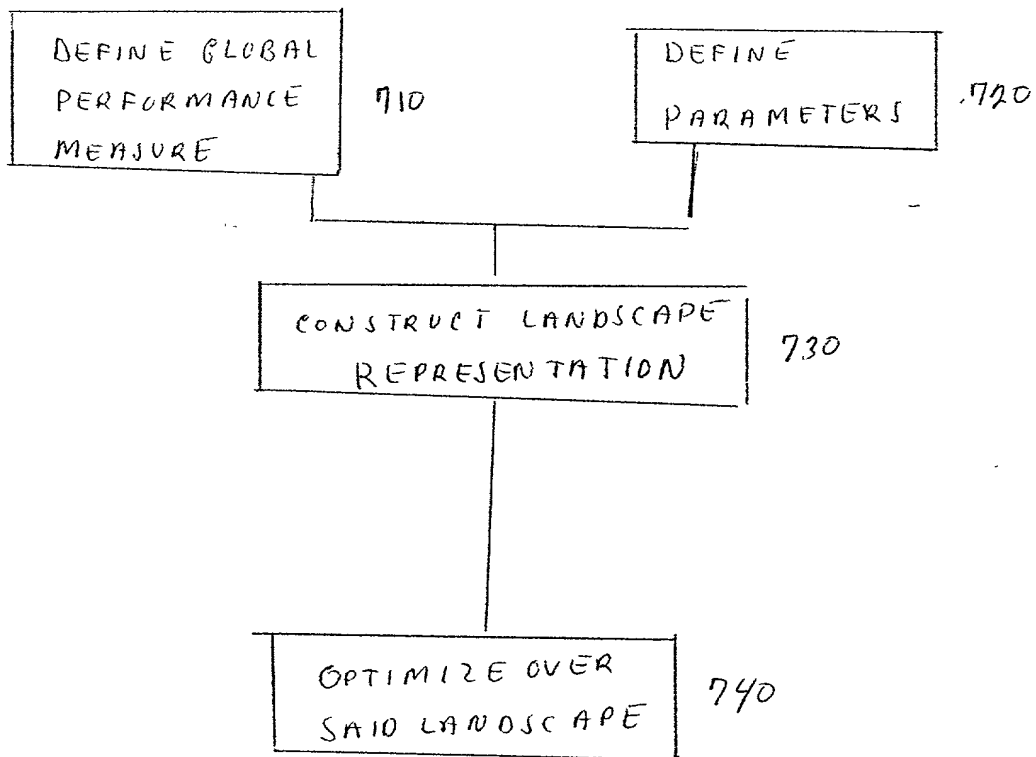 DEFINE GLOBAL
PERFORMANCE
MEASURE
710
DEFINE
PARAMETERS
720
CONSTRUCT LANDSCAPE
REPRESENTATION
730
OPTIMIZE OVER
SAID LANDSCAPE
740